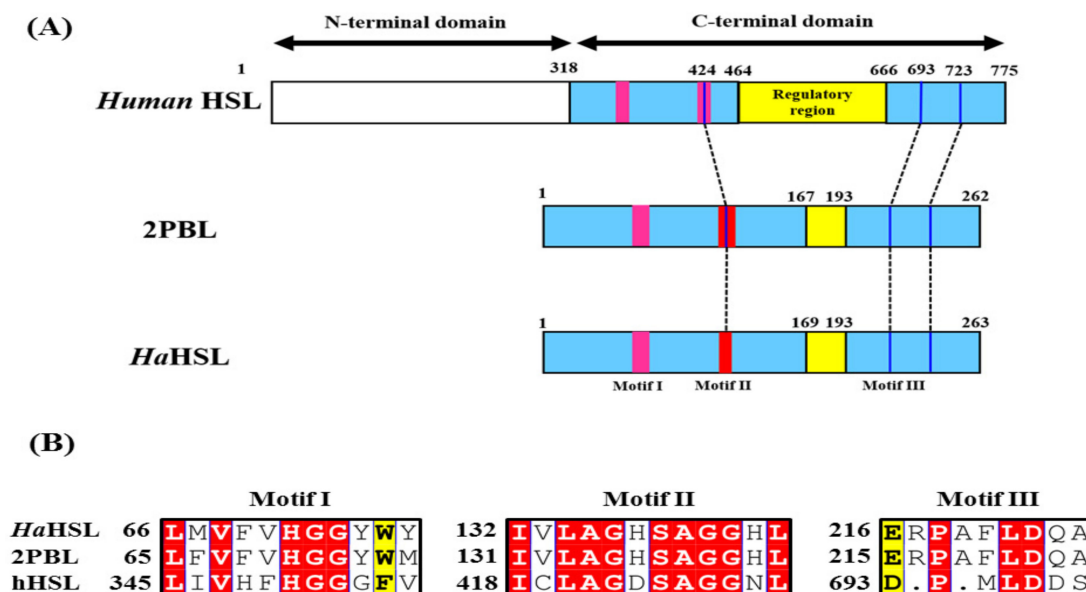 (A)
N-terminal domain C-terminal domain
1 318 424 464 666 693 723 775
Human HSL Regulatory region
1 167 193 262
2PBL
1 169 193 263
HaHSL
Motif I Motif II Motif III
(B)
Motif I Motif II Motif III
HaHSL 66 LMVFVHGGYWY 132 IVLAGHSAGGHL 216 ERPAFLDQA
2PBL 65 LFVFVHGGYWM 131 IVLAGHSAGGHL 215 ERPAFLDQA
hHSL 345 LIVHFHGGGFV 418 ICLAGDSAGGNL 693 D.P.MLDDS